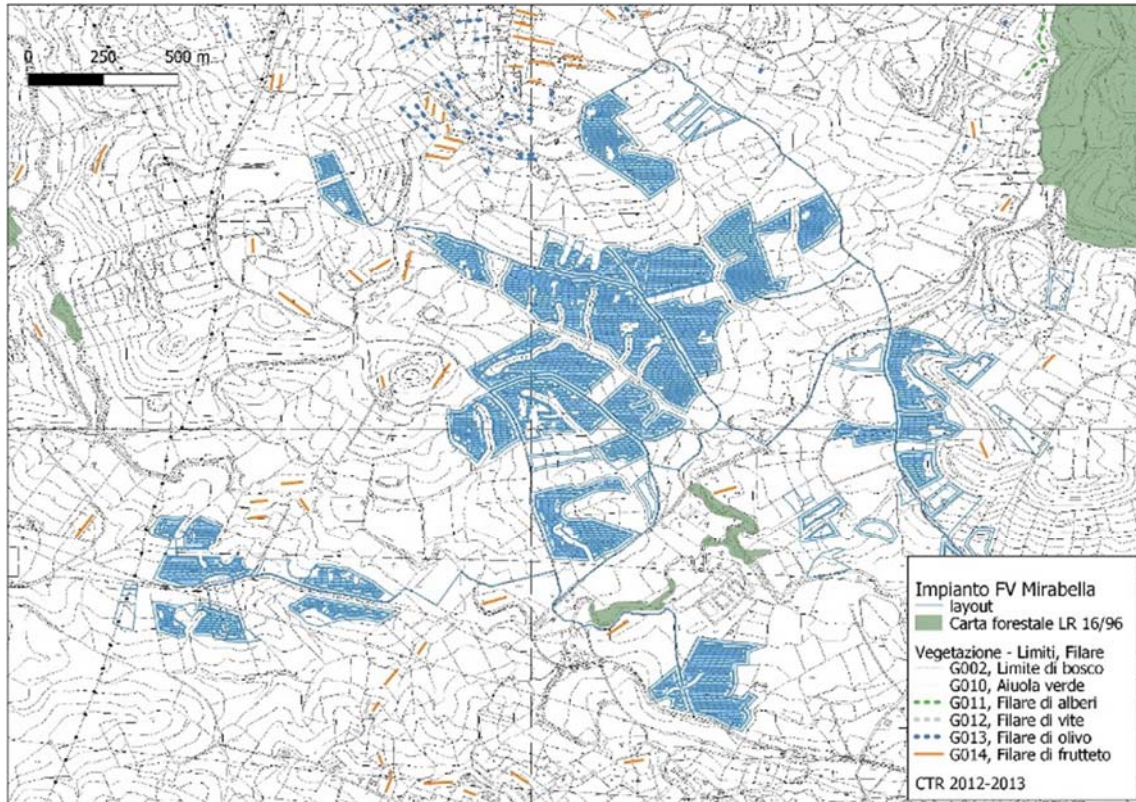 0 250 500 m
Impianto FV Mirabella
layout
Carta forestale LR 16/96
Vegetazione - Limiti, Filare
G002, Limite di bosco
G010, Aiuola verde
G011, Filare di alberi
G012, Filare di vite
G013, Filare di olivo
G014, Filare di frutteto
CTR 2012-2013